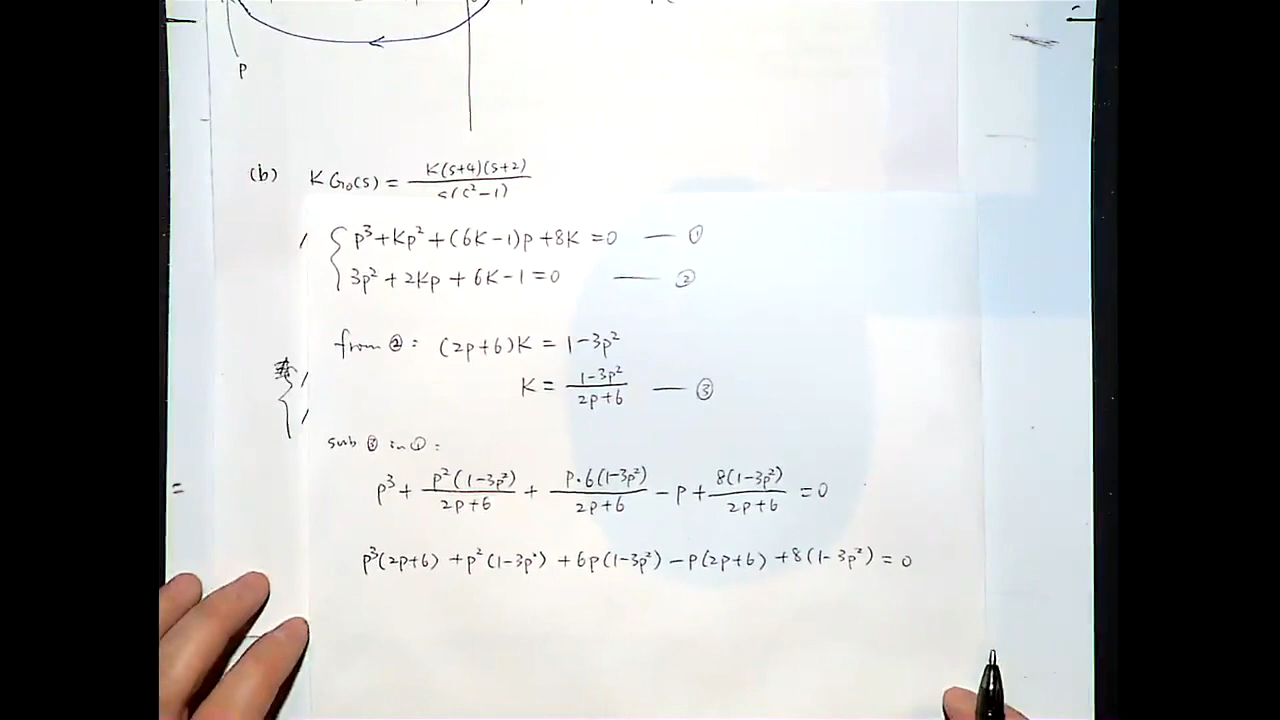 P
(b) K G₀(s) = K(s+4)(s+2) / s(s²-1)
p³+Kp²+(6K-1)p+8K=0 — ①
3p²+2Kp+6K-1=0 — ②
from ②: (2p+6)K = 1-3p²
K = (1-3p²) / (2p+6) — ③
sub ③ in ①:
p³ + p²(1-3p²) / (2p+6) + p·6(1-3p²) / (2p+6) - p + 8(1-3p²) / (2p+6) = 0
p³(2p+6) + p²(1-3p²) + 6p(1-3p²) - p(2p+6) + 8(1-3p²) = 0